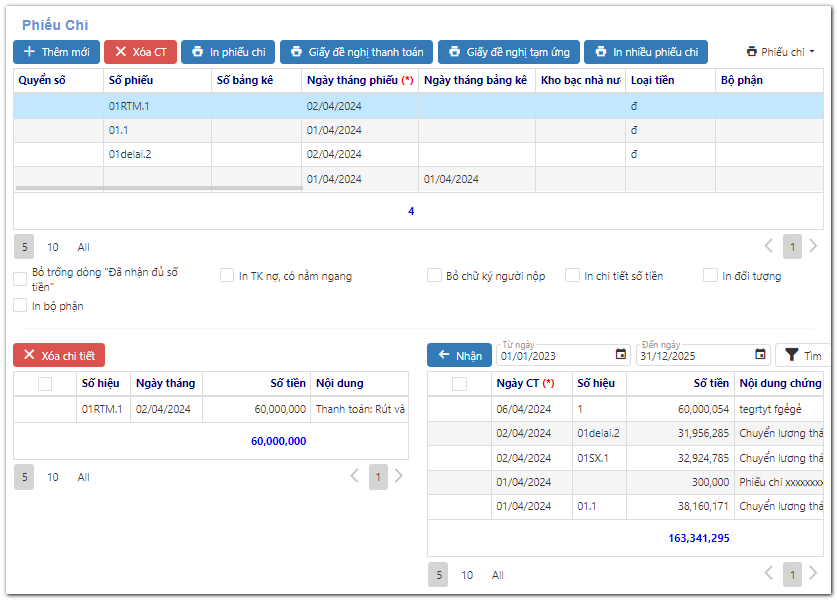 Phiếu Chi
Thêm mới Xóa CT In phiếu chi Giấy đề nghị thanh toán Giấy đề nghị tạm ứng In nhiều phiếu chi Phiếu chi
Quyển số Số phiếu Số bảng kê Ngày tháng phiếu (*) Ngày tháng bảng kê Kho bạc nhà nư Loại tiền Bộ phận
01RTM.1 02/04/2024 đ
01.1 01/04/2024 đ
01delai.2 02/04/2024 đ
01/04/2024 01/04/2024
4
5 10 All 1
Bỏ trống dòng "Đã nhận đủ số tiền" In TK nợ, có nằm ngang Bỏ chữ ký người nộp In chi tiết số tiền In đối tượng
In bộ phận
Xóa chi tiết
Số hiệu Ngày tháng Số tiền Nội dung
01RTM.1 02/04/2024 60,000,000 Thanh toán: Rút và
60,000,000
5 10 All 1
Nhận Từ ngày 01/01/2023 Đến ngày 31/12/2025 Tìm
Ngày CT (*) Số hiệu Số tiền Nội dung chứng
06/04/2024 1 60,000,054 tegrtyt fgẻgẻ
02/04/2024 01delai.2 31,956,285 Chuyển lương thá
02/04/2024 01SX.1 32,924,785 Chuyển lương thá
01/04/2024 300,000 Phiếu chi xxxxxxxx
01/04/2024 01.1 38,160,171 Chuyển lương thá
163,341,295
5 10 All 1